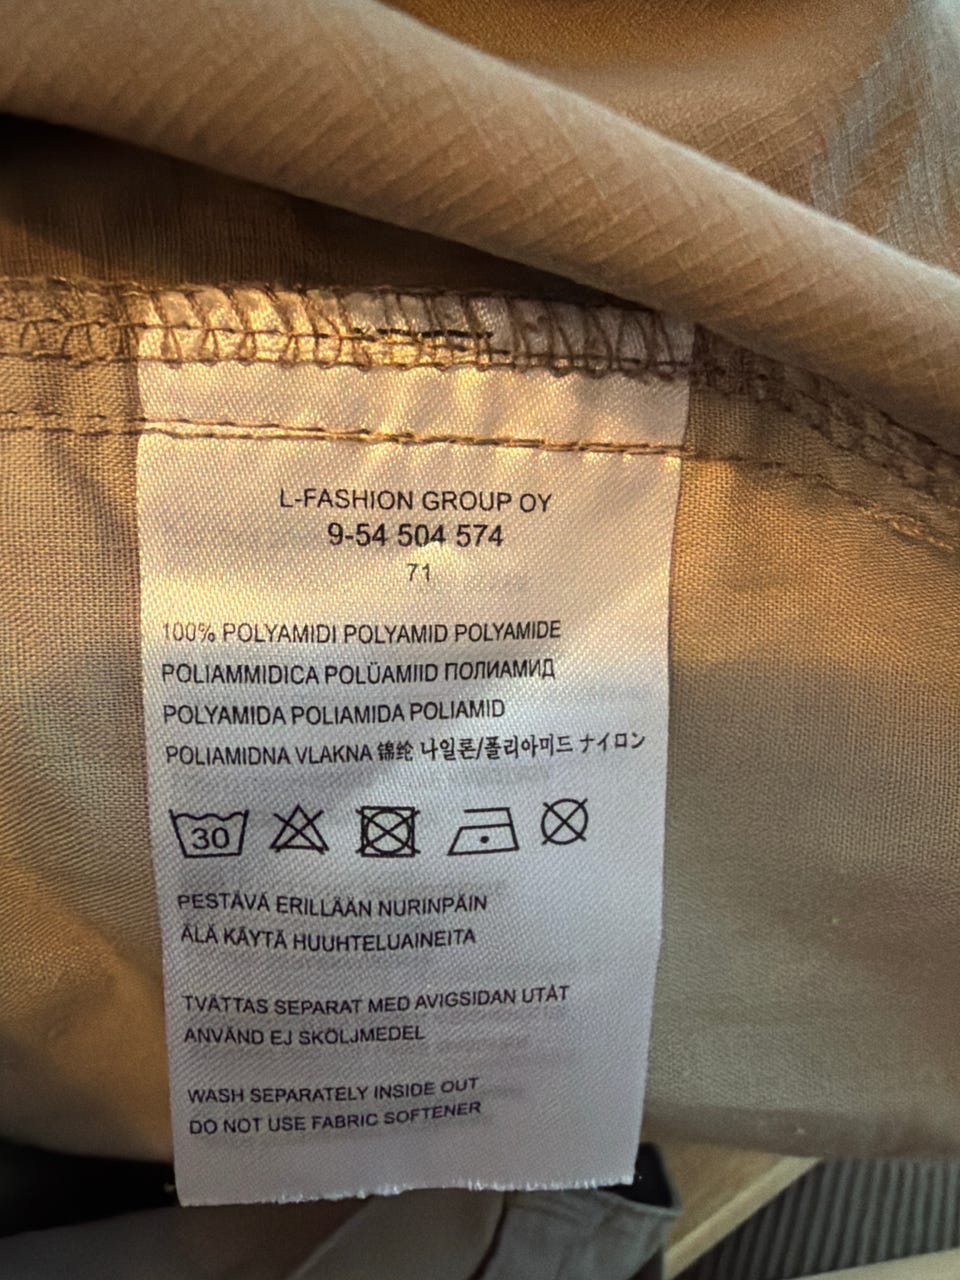 L-FASHION GROUP OY
9-54 504 574
71
100% POLYAMIDI POLYAMID POLYAMIDE
POLIAMMIDICA POLÜAMIID ПОЛИАМИД
POLYAMIDA POLIAMIDA POLIAMID
POLIAMIDNA VLAKNA 锦纶 나일론/폴리아미드 ナイロン
30
PESTÄVÄ ERILLÄÄN NURINPÄIN
ÄLÄ KÄYTÄ HUUHTELUAINEITA
TVÄTTAS SEPARAT MED AVIGSIDAN UTÅT
ANVÄND EJ SKÖLJMEDEL
WASH SEPARATELY INSIDE OUT
DO NOT USE FABRIC SOFTENER